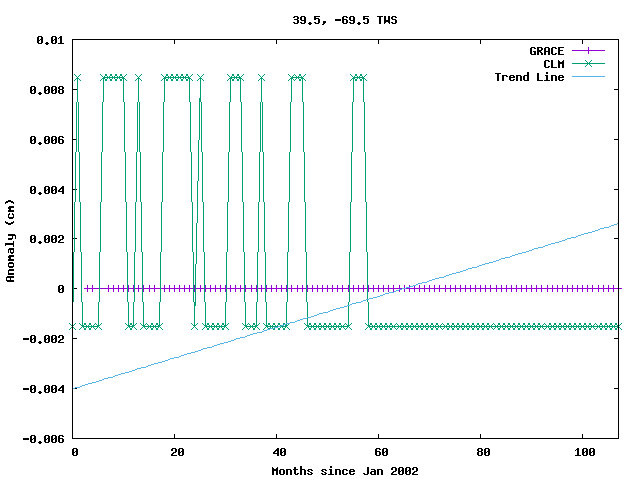 39.5, -69.5 TWS
0.01
0.008
0.006
0.004
0.002
0
-0.002
-0.004
-0.006
GRACE
CLM
Trend Line
Anomaly (cm)
0 20 40 60 80 100
Months since Jan 2002